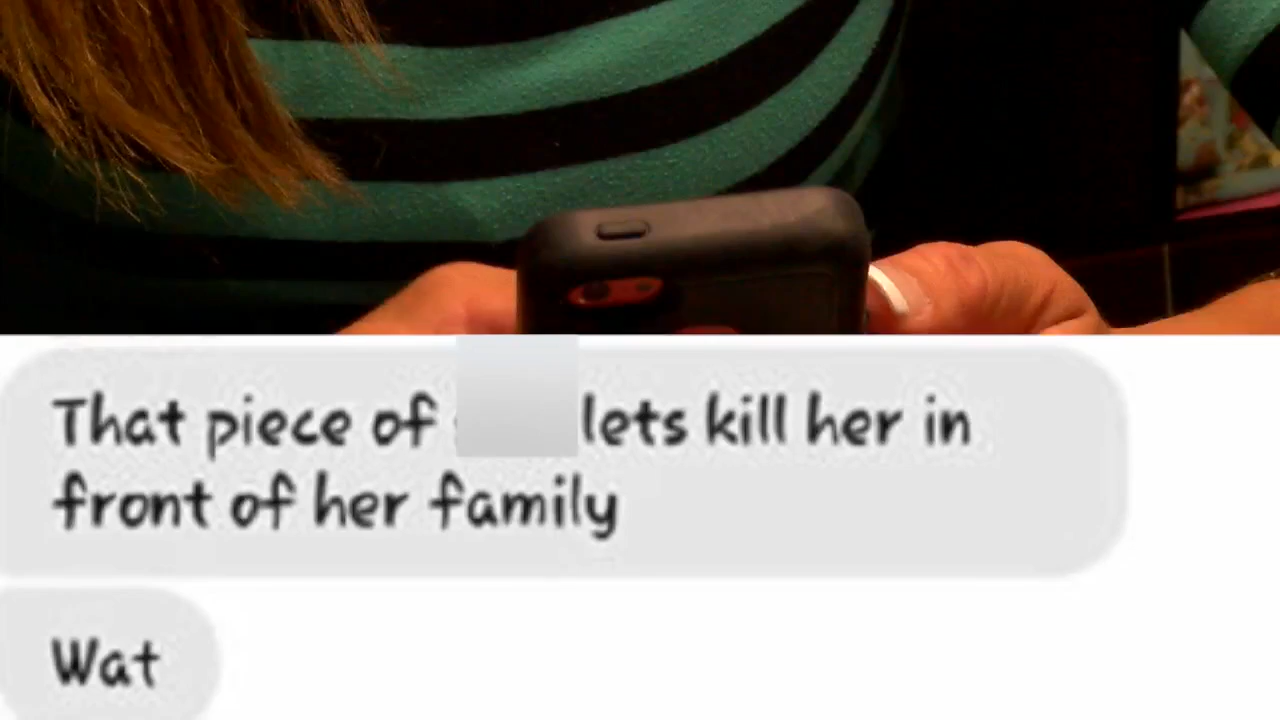 That piece of lets kill her in
front of her family
Wat